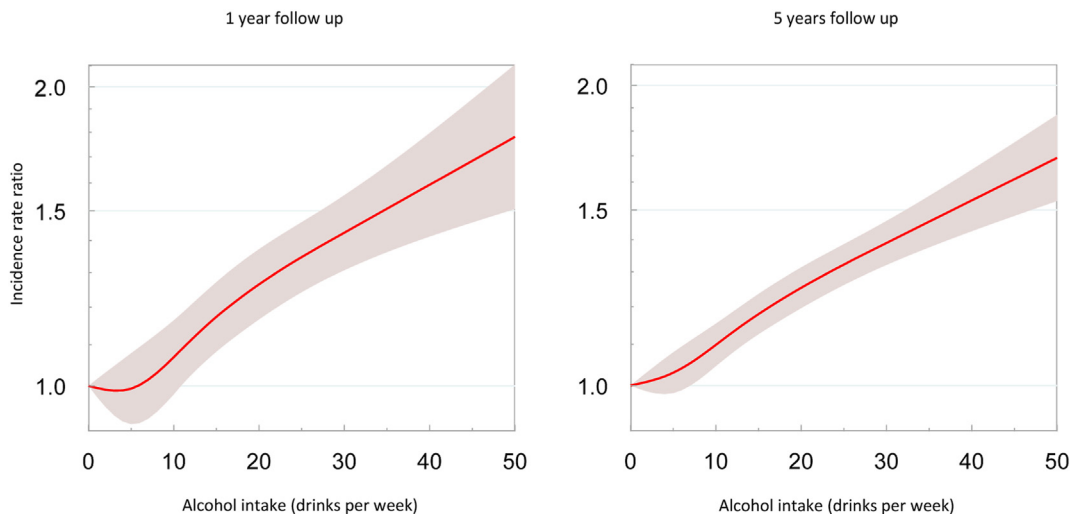 1 year follow up
2.0
1.5
1.0
Incidence rate ratio
0 10 20 30 40 50
Alcohol intake (drinks per week)
5 years follow up
2.0
1.5
1.0
0 10 20 30 40 50
Alcohol intake (drinks per week)